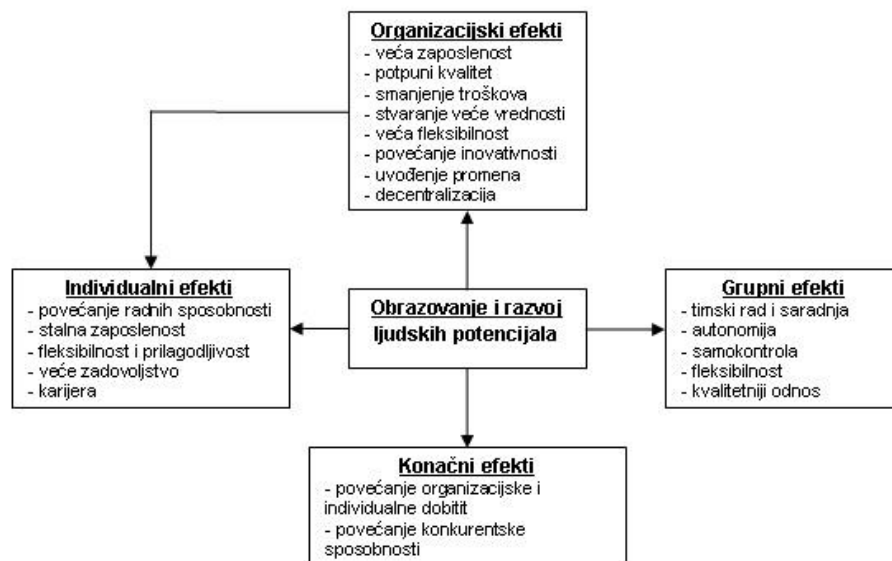 Organizacijski efekti
- veća zaposlenost
- potpuni kvalitet
- smanjenje troškova
- stvaranje veće vrednosti
- veća fleksibilnost
- povećanje inovativnosti
- uvođenje promena
- decentralizacija
Individualni efekti
- povećanje radnih sposobnosti
- stalna zaposlenost
- fleksibilnost i prilagodljivost
- veće zadovoljstvo
- karijera
Obrazovanje i razvoj
ljudskih potencijala
Grupni efekti
- timski rad i saradnja
- autonomija
- samokontrola
- fleksibilnost
- kvalitetniji odnos
Konačni efekti
- povećanje organizacijske i
individualne dobitit
- povećanje konkurentske
sposobnosti